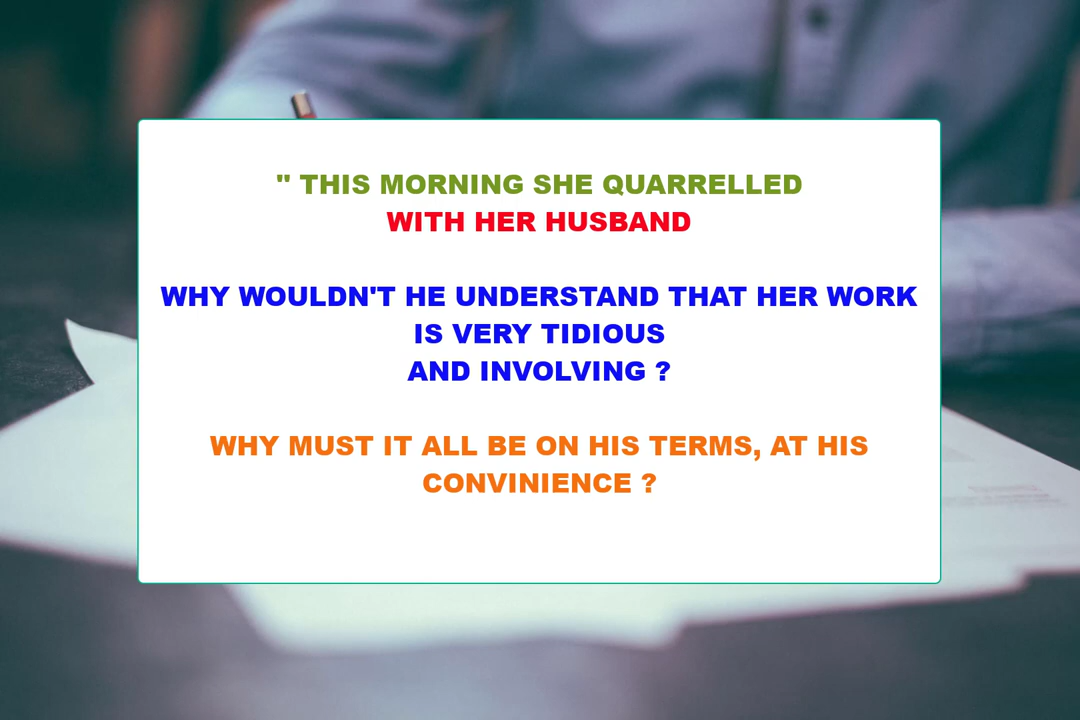 " THIS MORNING SHE QUARRELLED
WITH HER HUSBAND
WHY WOULDN'T HE UNDERSTAND THAT HER WORK
IS VERY TIDIOUS
AND INVOLVING ?
WHY MUST IT ALL BE ON HIS TERMS, AT HIS
CONVINIENCE ?